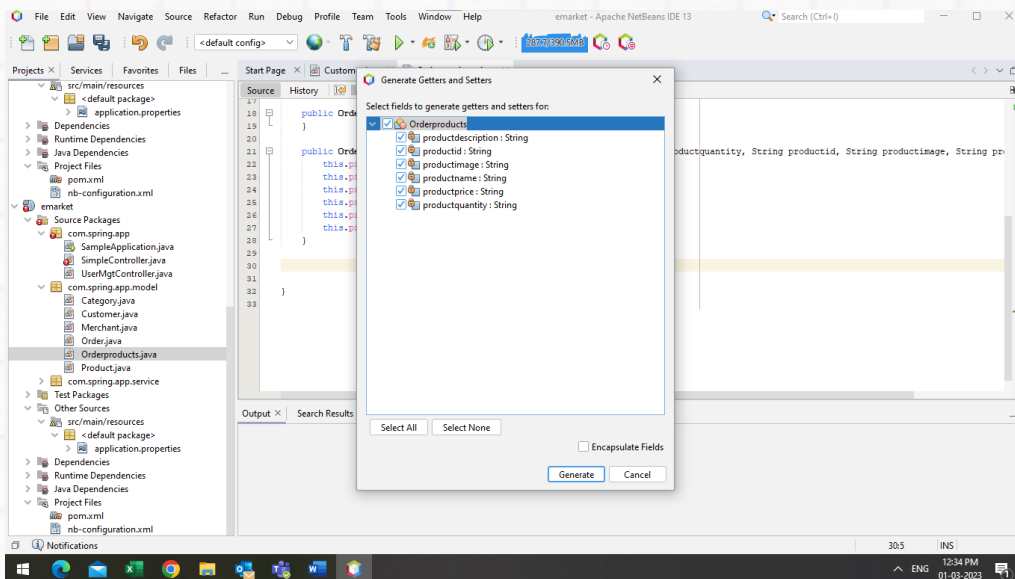 File Edit View Navigate Source Refactor Run Debug Profile Team Tools Window Help
emarket - Apache NetBeans IDE 13
Search (Ctrl+I)
<default config>
287.7/390.5MB
Projects Services Favorites Files
src/main/resources
<default package>
application.properties
Dependencies
Runtime Dependencies
Java Dependencies
Project Files
pom.xml
nb-configuration.xml
emarket
Source Packages
com.spring.app
SampleApplication.java
SimpleController.java
UserMgtController.java
com.spring.app.model
Category.java
Customer.java
Merchant.java
Order.java
Orderproducts.java
Product.java
com.spring.app.service
Test Packages
Other Sources
src/main/resources
<default package>
application.properties
Dependencies
Runtime Dependencies
Java Dependencies
Project Files
pom.xml
nb-configuration.xml
Start Page Custom
Source History
17
18 public Orde
19 }
20
21 public Orde ductquantity, String productid, String productimage, String pro
22 this.p
23 this.p
24 this.p
25 this.p
26 this.p
27 this.p
28 }
29
30
31
32 }
33
Output Search Results
Generate Getters and Setters
Select fields to generate getters and setters for:
Orderproducts
productdescription : String
productid : String
productimage : String
productname : String
productprice : String
productquantity : String
Select All Select None
Encapsulate Fields
Generate Cancel
Notifications
30:5 INS
ENG
12:34 PM
01-03-2023